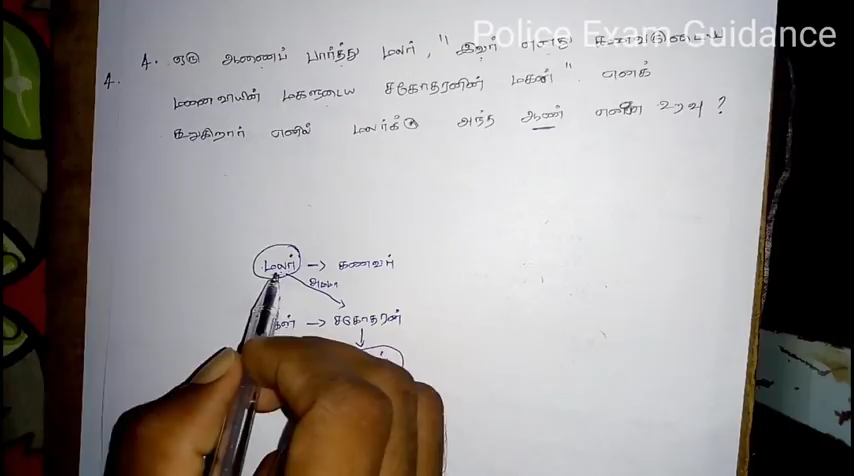 Police Exam Guidance
4. 4. ஒரு ஆணைப் பார்த்து மலர், "இவர் எனது
மனைவியின் மகளுடைய சகோதரனின் மகன்". எனக்
கூறுகிறார் எனில் மலர்க்கு அந்த ஆண் என்ன உறவு?
மலர் → கணவர்
அம்மா
சகோதரன்